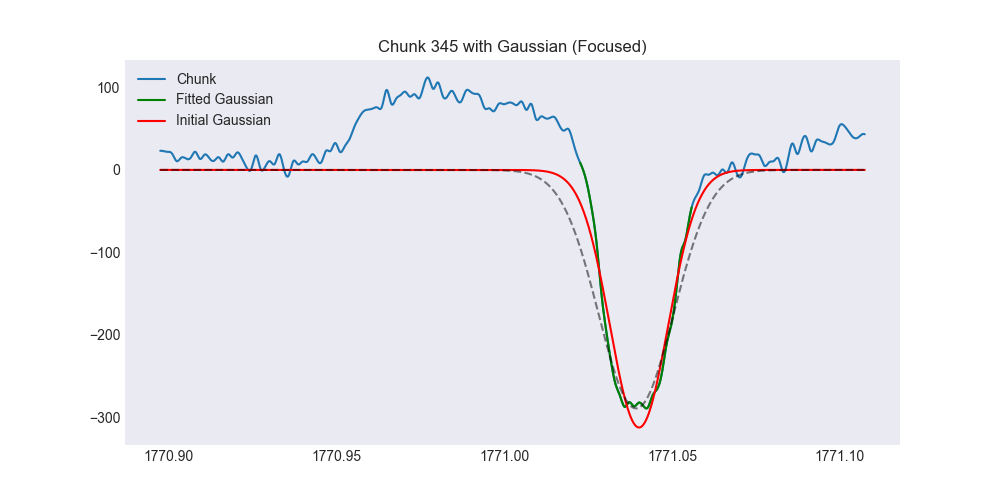 Chunk 345 with Gaussian (Focused)
Chunk
Fitted Gaussian
Initial Gaussian
100
0
−100
−200
−300
1770.90 1770.95 1771.00 1771.05 1771.10